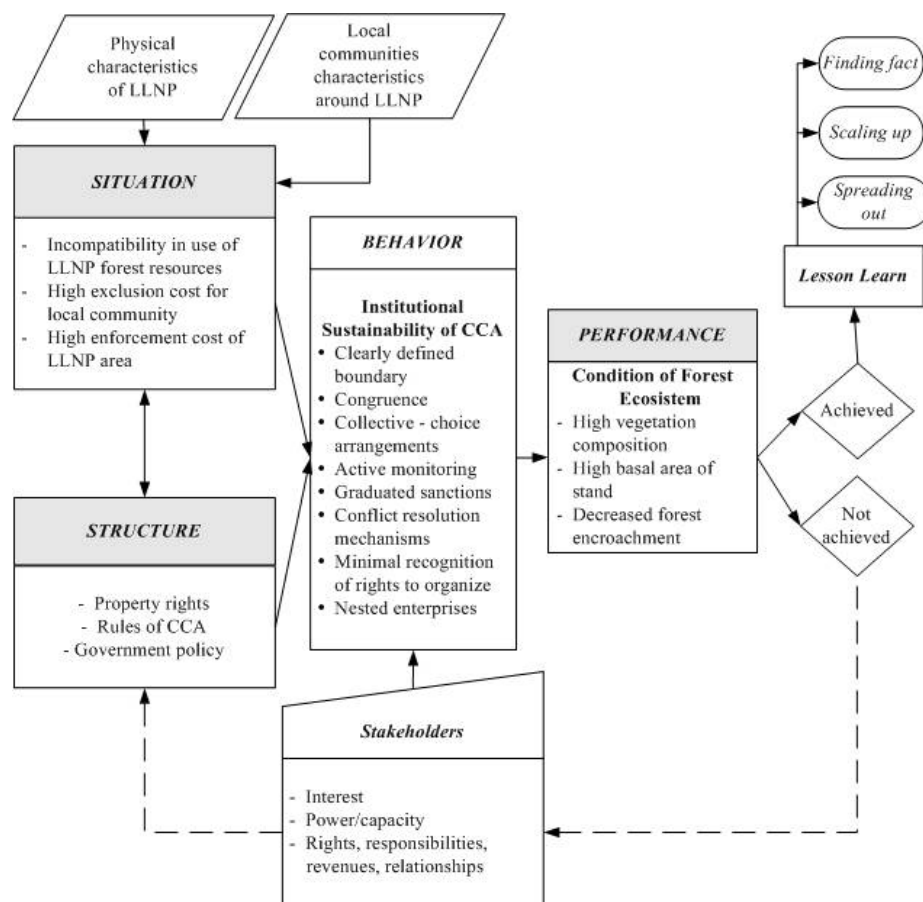 Physical
characteristics
of LLNP
Local
communities
characteristics
around LLNP
SITUATION
- Incompatibility in use of
LLNP forest resources
- High exclusion cost for
local community
- High enforcement cost of
LLNP area
STRUCTURE
- Property rights
- Rules of CCA
- Government policy
BEHAVIOR
Institutional
Sustainability of CCA
• Clearly defined
boundary
• Congruence
• Collective - choice
arrangements
• Active monitoring
• Graduated sanctions
• Conflict resolution
mechanisms
• Minimal recognition
of rights to organize
• Nested enterprises
Stakeholders
- Interest
- Power/capacity
- Rights, responsibilities,
revenues, relationships
PERFORMANCE
Condition of Forest
Ecosistem
- High vegetation
composition
- High basal area of
stand
- Decreased forest
encroachment
Achieved
Not
achieved
Lesson Learn
Finding fact
Scaling up
Spreading
out